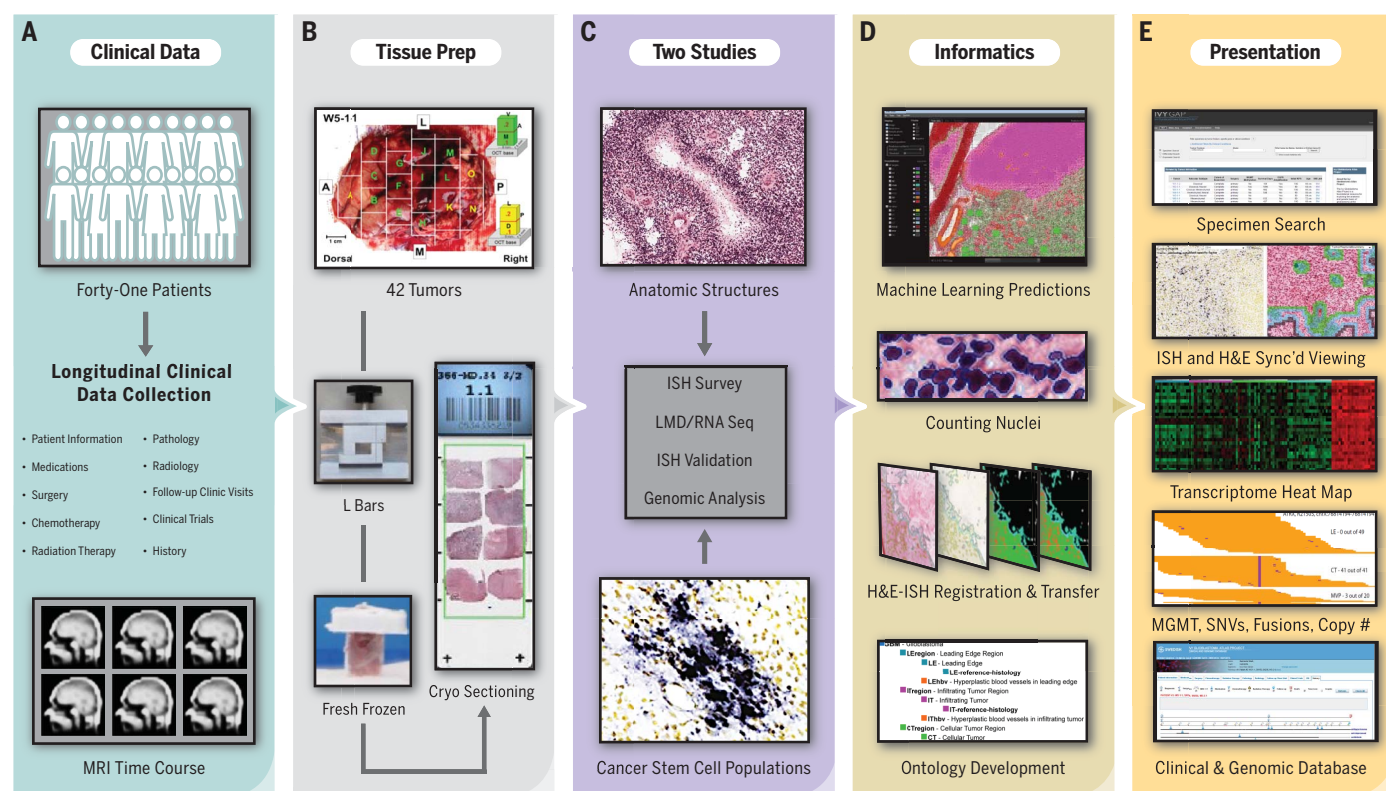 A
Clinical Data
Forty-One Patients
Longitudinal Clinical
Data Collection
• Patient Information
• Medications
• Surgery
• Chemotherapy
• Radiation Therapy
• Pathology
• Radiology
• Follow-up Clinic Visits
• Clinical Trials
• History
MRI Time Course
B
Tissue Prep
W5-11
L
A
P
M
1 cm
Dorsa
Right
OCT base
OCT base
42 Tumors
L Bars
Fresh Frozen
1.1
Cryo Sectioning
C
Two Studies
Anatomic Structures
ISH Survey
LMD/RNA Seq
ISH Validation
Genomic Analysis
Cancer Stem Cell Populations
D
Informatics
Machine Learning Predictions
Counting Nuclei
H&E-ISH Registration & Transfer
LEregion - Leading Edge Region
LE - Leading Edge
LE-reference-histology
LEhbv - Hyperplastic blood vessels in leading edge
ITregion - Infiltrating Tumor Region
IT - Infiltrating Tumor
IT-reference-histology
IThbv - Hyperplastic blood vessels in infiltrating tumor
CTregion - Cellular Tumor Region
CT - Cellular Tumor
Ontology Development
E
Presentation
IVY GAP
Specimen Search
ISH and H&E Sync'd Viewing
Transcriptome Heat Map
LE - 0 out of 49
CT - 41 out of 41
MVP - 3 out of 20
MGMT, SNVs, Fusions, Copy #
Clinical & Genomic Database